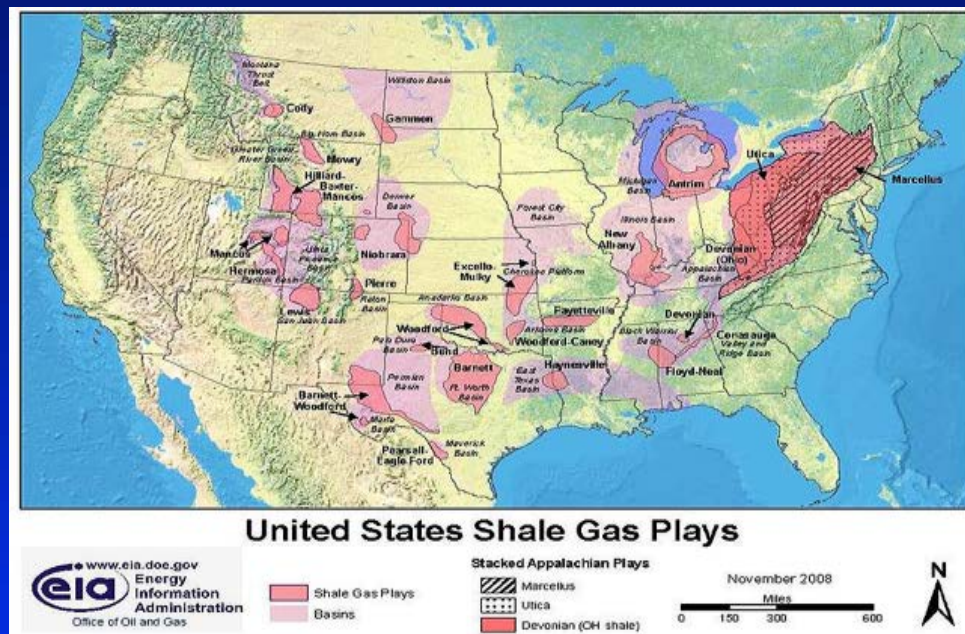 Montana
Thrust
Belt
Cody
Williston Basin
Gammon
Big Horn Basin
Mowry
Greater Green
River Basin
Hilliard-
Baxter-
Mancos
Denver
Basin
Niobrara
Mancos
Uinta
Piceance
Basin
Hermosa
Paradox Basin
Pierre
Raton
Basin
Lewis
San Juan Basin
Forest City
Basin
Excello-
Mulky
Cherokee Platform
Anadarko Basin
Woodford
Palo Duro
Basin
Bend
Fayetteville
Arkoma Basin
Woodford-Caney
Barnett
Ft. Worth
Basin
Permian
Basin
Barnett-
Woodford
Marfa
Basin
Pearsall-
Eagle Ford
Maverick
Basin
East
Texas
Basin
Haynesville
Michigan
Basin
Antrim
Illinois Basin
New
Albany
Utica
Marcellus
Devonian
(Ohio)
Appalachian
Basin
Devonian
Black Warrior
Basin
Conasauga
Valley and
Ridge Basin
Floyd-Neal
United States Shale Gas Plays
eia
www.eia.doe.gov
Energy
Information
Administration
Office of Oil and Gas
Shale Gas Plays
Basins
Stacked Appalachian Plays
Marcellus
Utica
Devonian (OH shale)
November 2008
Miles
0 150 300 600
N